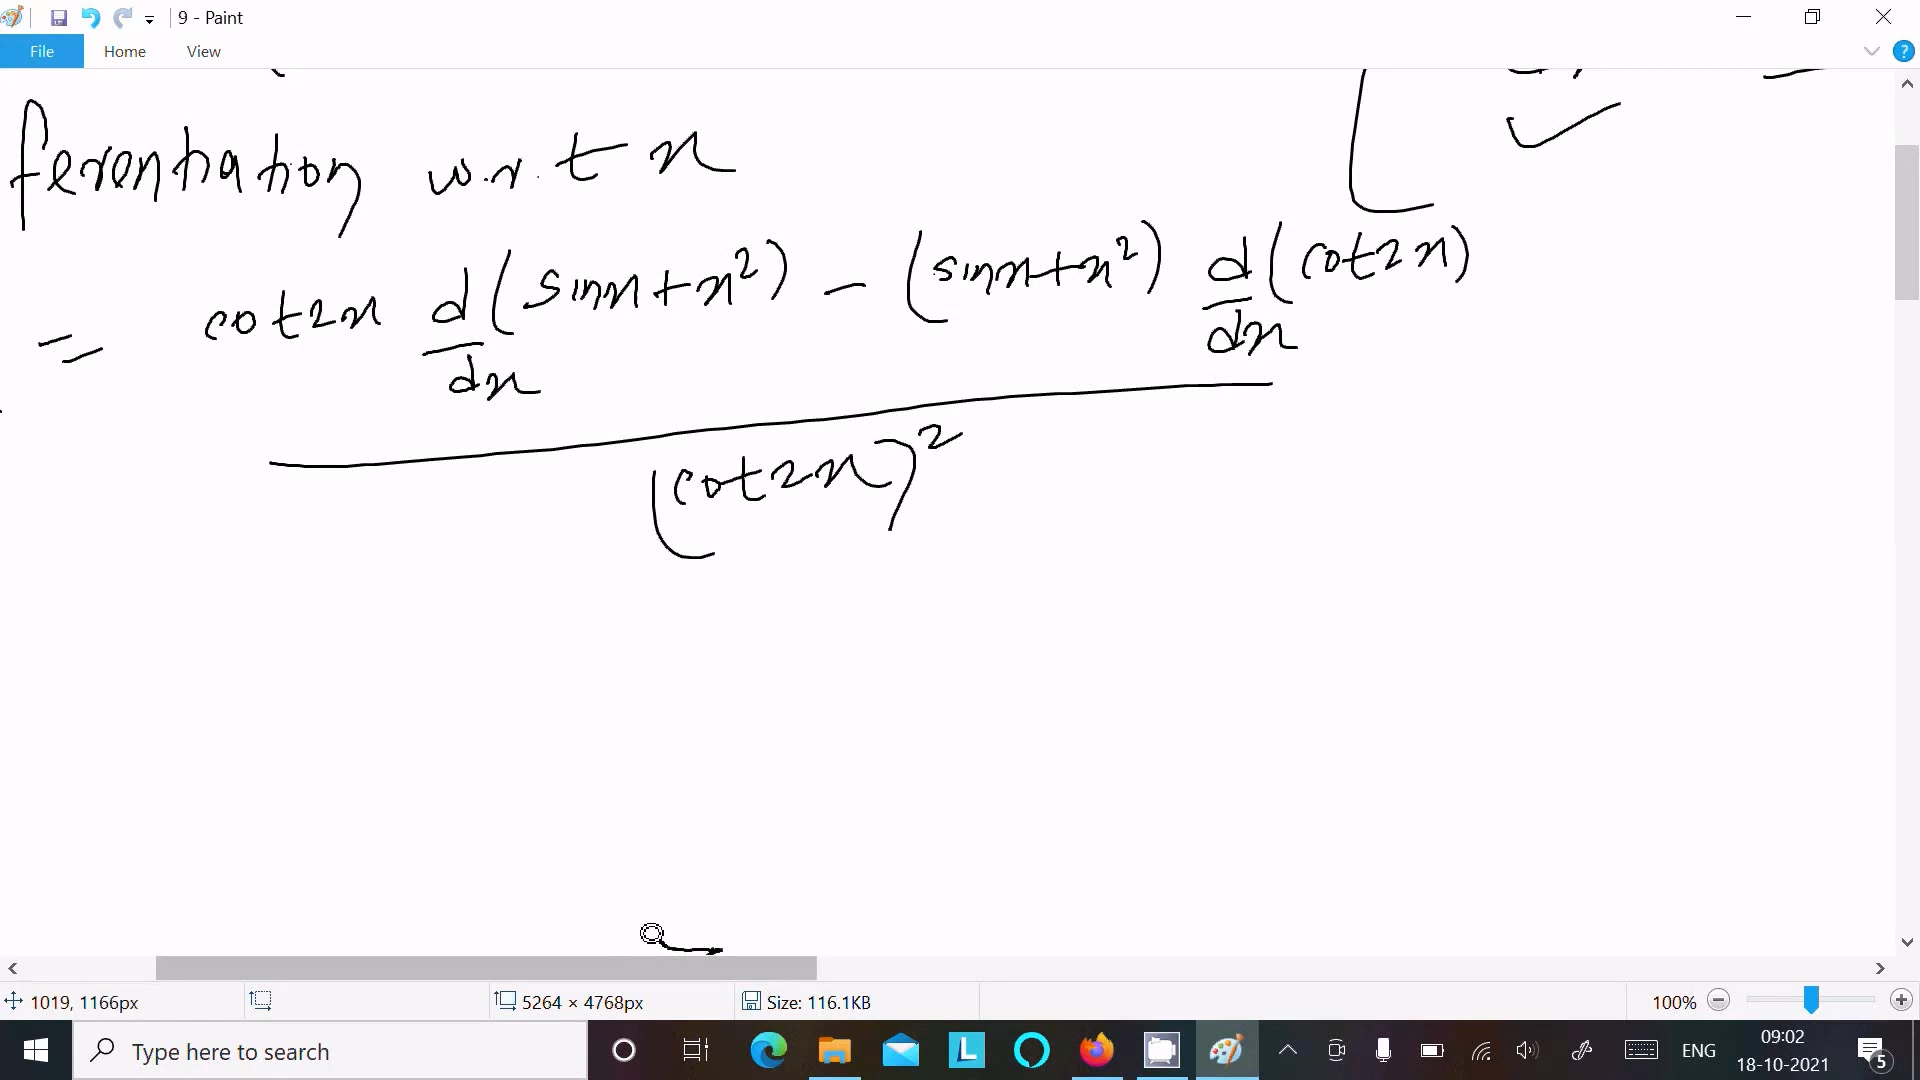 9 - Paint
File Home View
ferentiation w.r.t x
= cot2x d/dx (sinx+x²) - (sinx+x²) d/dx (cot2x)
(cot2x)²
1019, 1166px 5264 × 4768px Size: 116.1KB 100%
Type here to search L ENG 09:02
18-10-2021 5